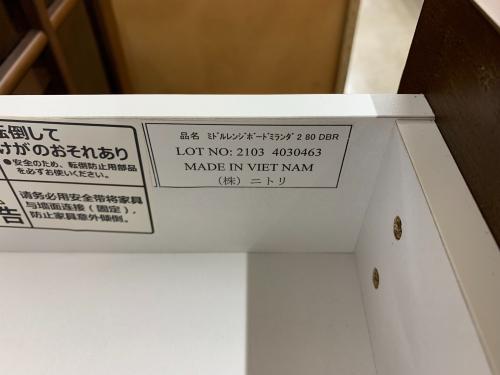 転倒して
けがのおそれあり
●安全のため、転倒防止用部品
を必ずお使いください。
告
请务必用安全带将家具
与墙面连接（固定），
防止家具意外倾倒。
品名 ﾐﾄﾞﾙﾚﾝｼﾞﾎﾞｰﾄﾞﾐﾗﾝﾀﾞ2 80 DBR
LOT NO: 2103 4030463
MADE IN VIET NAM
（株）ニトリ